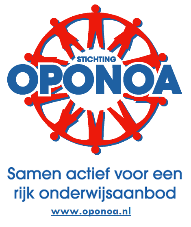 STICHTING
OPONOA
Samen actief voor een
rijk onderwijsaanbod
www.oponoa.nl